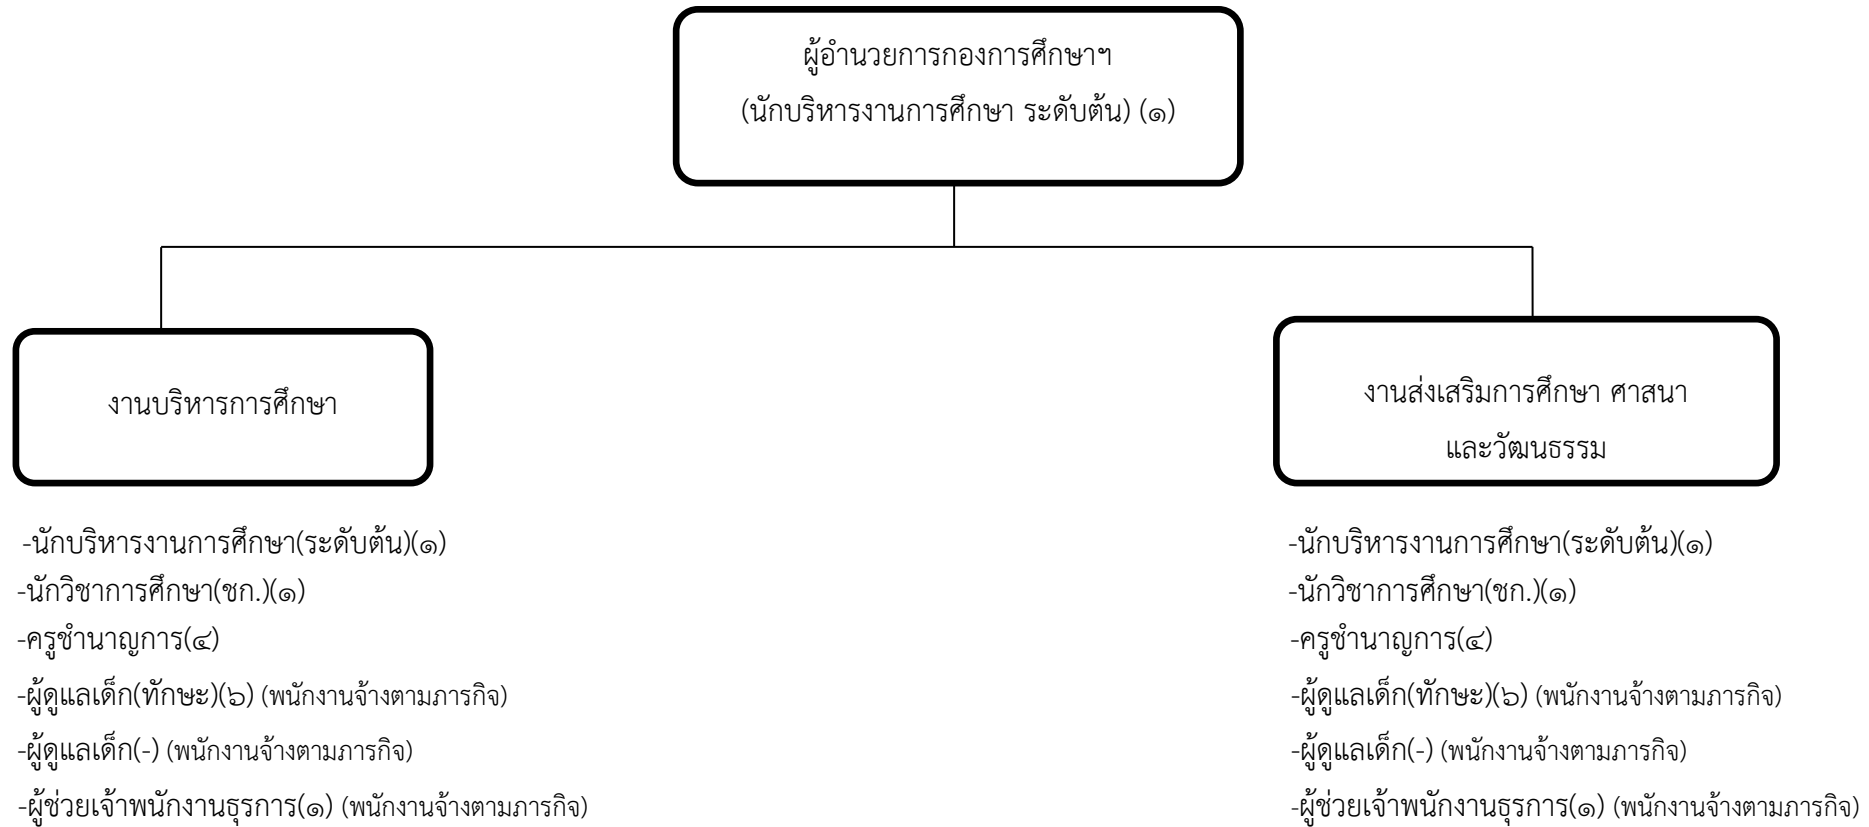 ผู้อำนวยการกองการศึกษาฯ
(นักบริหารงานการศึกษา ระดับต้น) (๑)
งานบริหารการศึกษา
งานส่งเสริมการศึกษา ศาสนา
และวัฒนธรรม
-นักบริหารงานการศึกษา(ระดับต้น)(๑)
-นักวิชาการศึกษา(ชก.)(๑)
-ครูชำนาญการ(๔)
-ผู้ดูแลเด็ก(ทักษะ)(๖) (พนักงานจ้างตามภารกิจ)
-ผู้ดูแลเด็ก(-) (พนักงานจ้างตามภารกิจ)
-ผู้ช่วยเจ้าพนักงานธุรการ(๑) (พนักงานจ้างตามภารกิจ)
-นักบริหารงานการศึกษา(ระดับต้น)(๑)
-นักวิชาการศึกษา(ชก.)(๑)
-ครูชำนาญการ(๔)
-ผู้ดูแลเด็ก(ทักษะ)(๖) (พนักงานจ้างตามภารกิจ)
-ผู้ดูแลเด็ก(-) (พนักงานจ้างตามภารกิจ)
-ผู้ช่วยเจ้าพนักงานธุรการ(๑) (พนักงานจ้างตามภารกิจ)